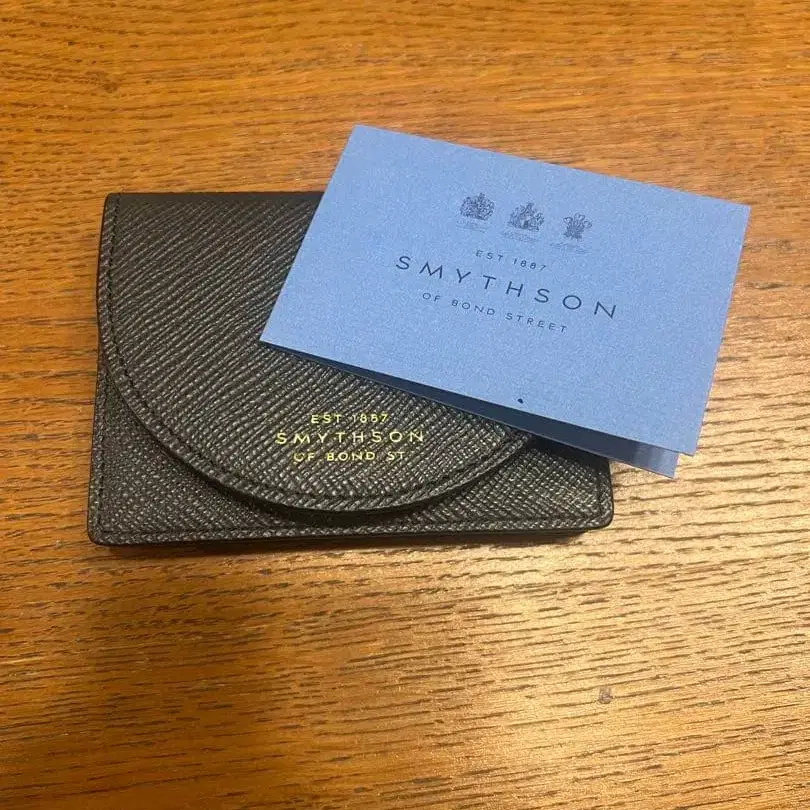 EST 1887
SMYTHSON
OF BOND STREET
EST 1887
SMYTHSON
OF BOND ST.